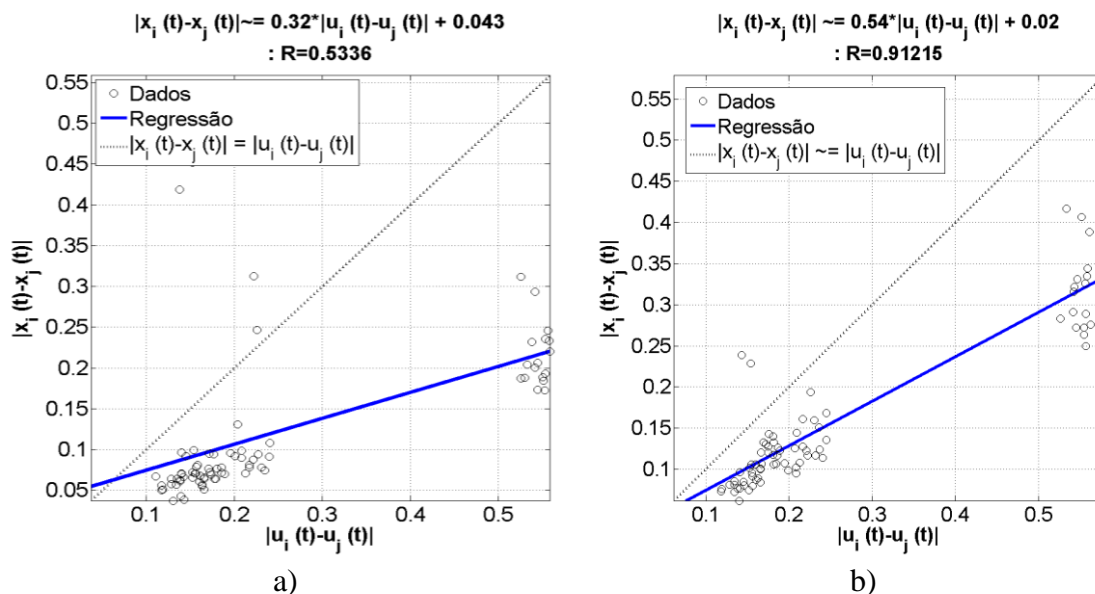 |x_i (t)-x_j (t)|~= 0.32*|u_i (t)-u_j (t)| + 0.043
: R=0.5336
0.55
0.5
0.45
0.4
0.35
0.3
0.25
0.2
0.15
0.1
0.05
|x_i (t)-x_j (t)|
Dados
Regressão
|x_i (t)-x_j (t)| = |u_i (t)-u_j (t)|
0.1 0.2 0.3 0.4 0.5
|u_i (t)-u_j (t)|
a)
|x_i (t)-x_j (t)| ~= 0.54*|u_i (t)-u_j (t)| + 0.02
: R=0.91215
0.55
0.5
0.45
0.4
0.35
0.3
0.25
0.2
0.15
0.1
|x_i (t)-x_j (t)|
Dados
Regressão
|x_i (t)-x_j (t)| ~= |u_i (t)-u_j (t)|
0.1 0.2 0.3 0.4 0.5
|u_i (t)-u_j (t)|
b)